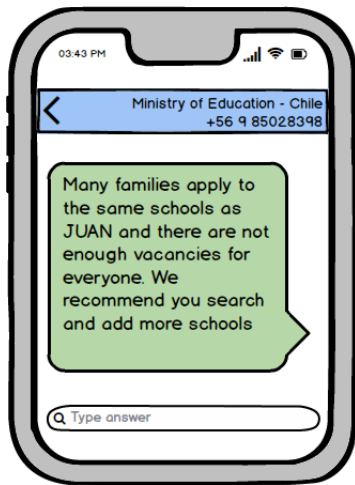 03:43 PM
Ministry of Education - Chile
+56 9 85028398
Many families apply to
the same schools as
JUAN and there are not
enough vacancies for
everyone. We
recommend you search
and add more schools
Type answer